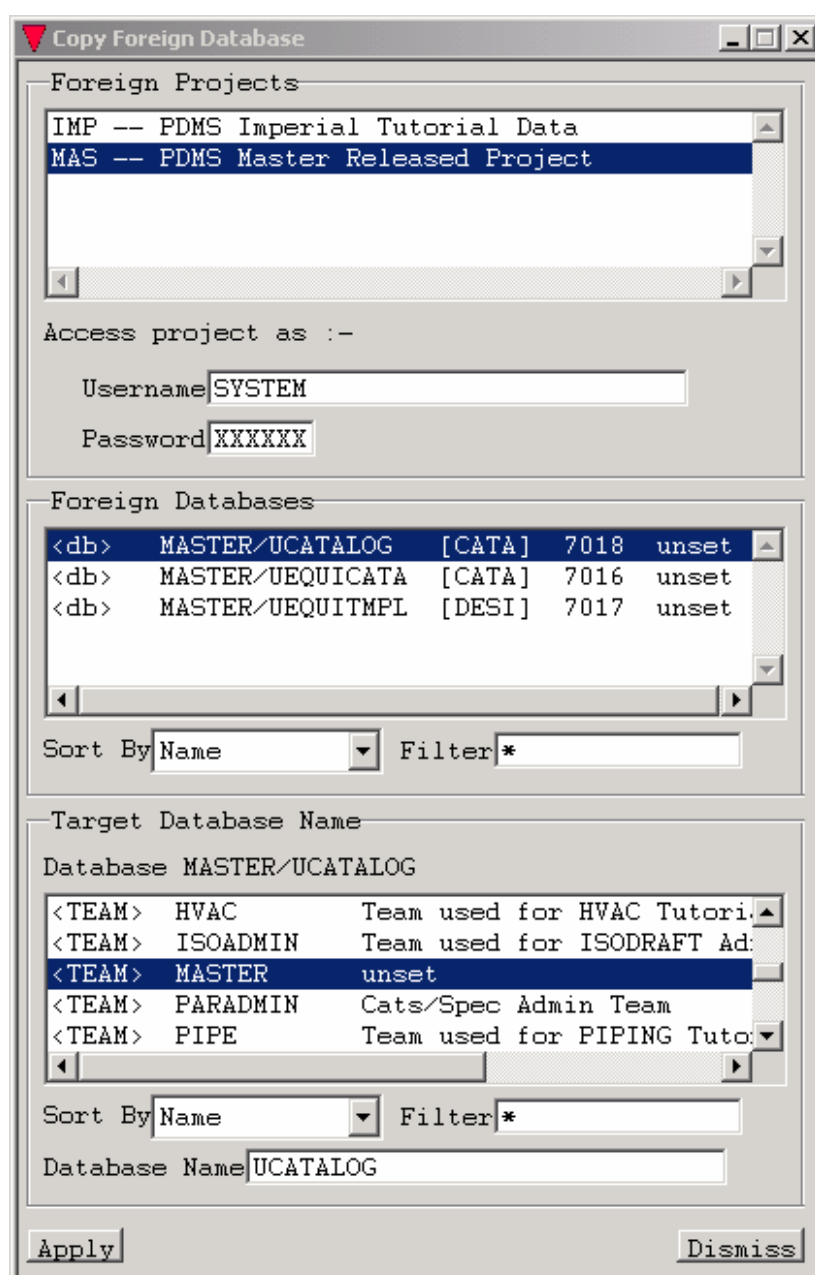 Copy Foreign Database
Foreign Projects
IMP -- PDMS Imperial Tutorial Data
MAS -- PDMS Master Released Project
Access project as :-
Username SYSTEM
Password XXXXXX
Foreign Databases
<db> MASTER/UCATALOG [CATA] 7018 unset
<db> MASTER/UEQUICATA [CATA] 7016 unset
<db> MASTER/UEQUITMPL [DESI] 7017 unset
Sort By Name Filter *
Target Database Name
Database MASTER/UCATALOG
<TEAM> HVAC Team used for HVAC Tutori
<TEAM> ISOADMIN Team used for ISODRAFT Ad
<TEAM> MASTER unset
<TEAM> PARADMIN Cats/Spec Admin Team
<TEAM> PIPE Team used for PIPING Tuto
Sort By Name Filter *
Database Name UCATALOG
Apply Dismiss